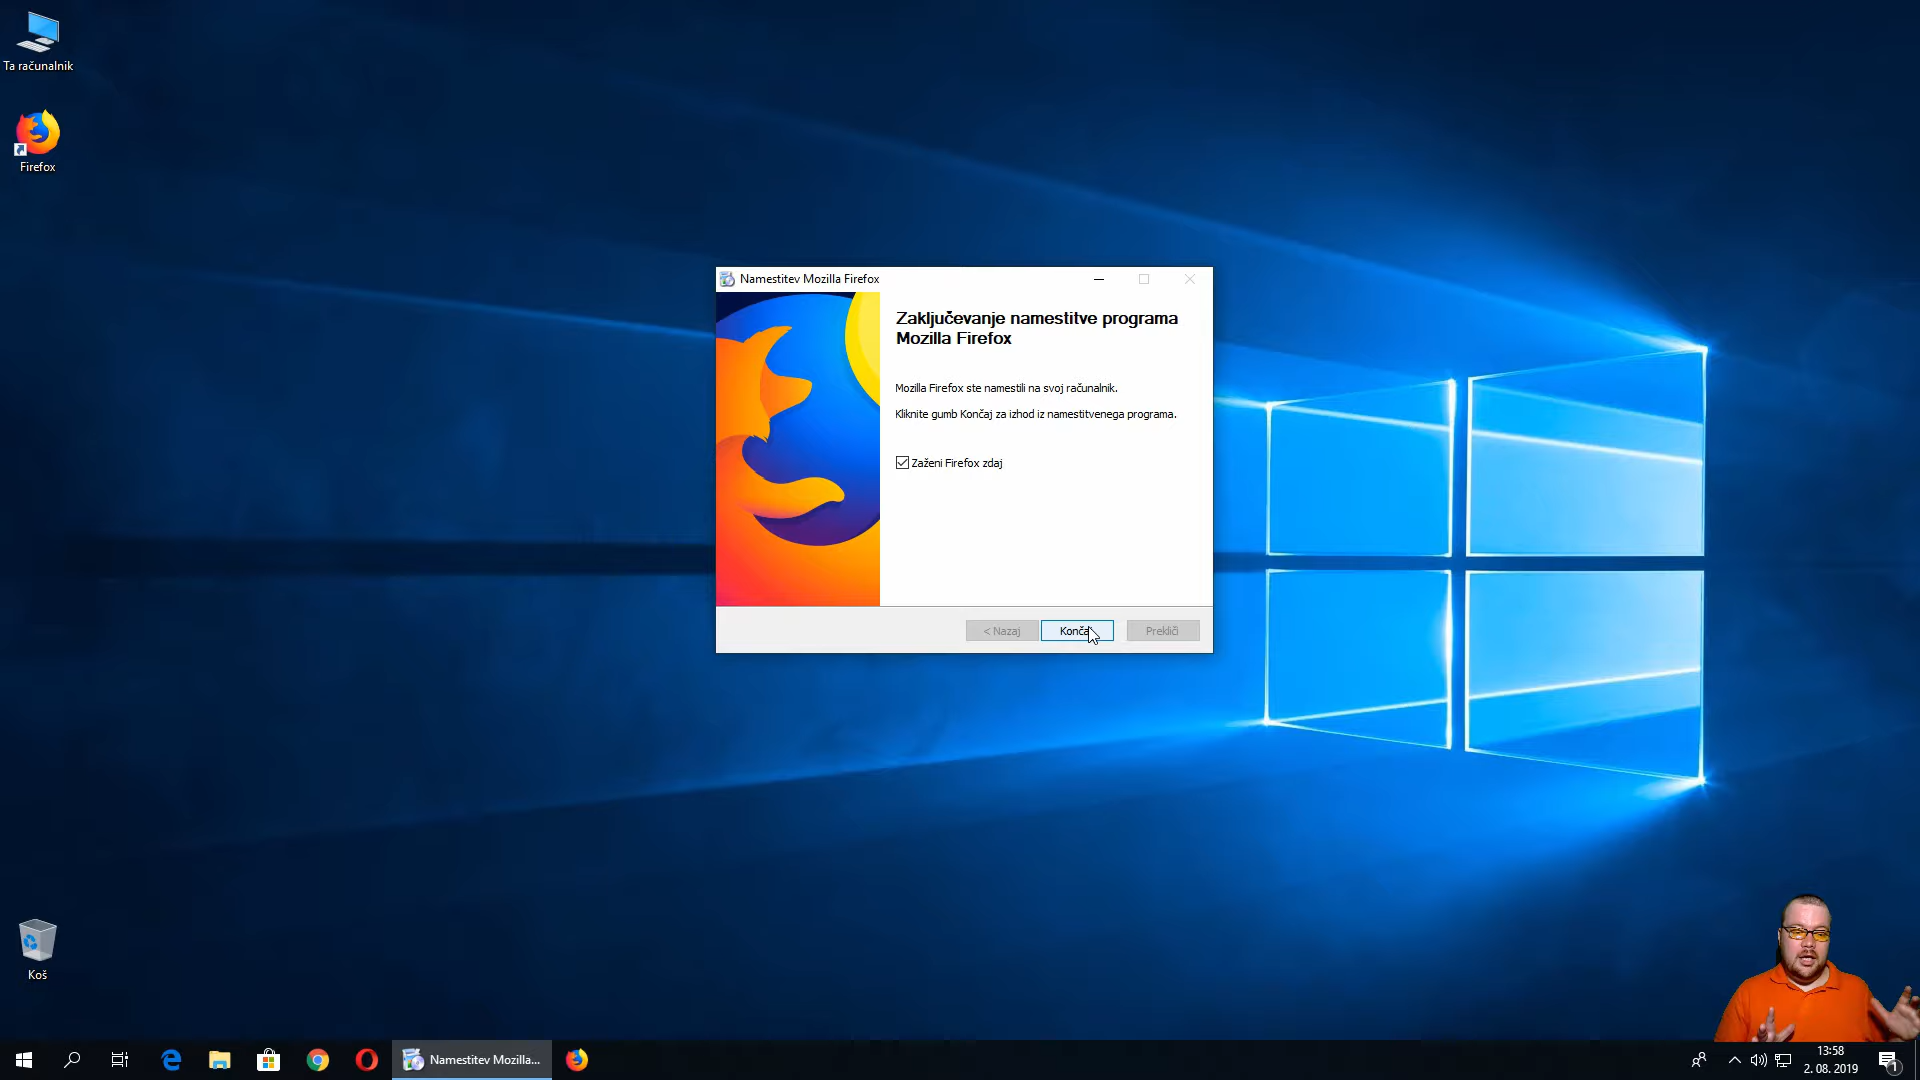 Ta računalnik
Firefox
Namestitev Mozilla Firefox
Zaključevanje namestitve programa
Mozilla Firefox
Mozilla Firefox ste namestili na svoj računalnik.
Kliknite gumb Končaj za izhod iz namestitvenega programa.
Zaženi Firefox zdaj
< Nazaj
Končaj
Prekliči
Koš
Namestitev Mozilla...
13:58
2. 08. 2019
1